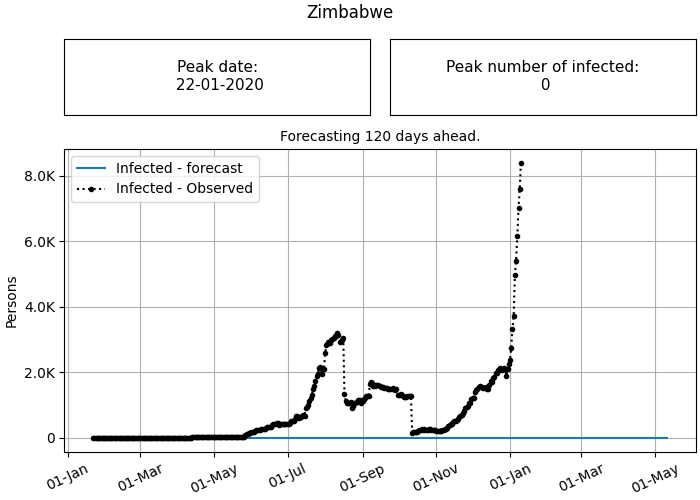 Zimbabwe
Peak date:
22-01-2020
Peak number of infected:
0
Forecasting 120 days ahead.
Infected - forecast
Infected - Observed
8.0K
6.0K
4.0K
2.0K
0
Persons
01-Jan
01-Mar
01-May
01-Jul
01-Sep
01-Nov
01-Jan
01-Mar
01-May